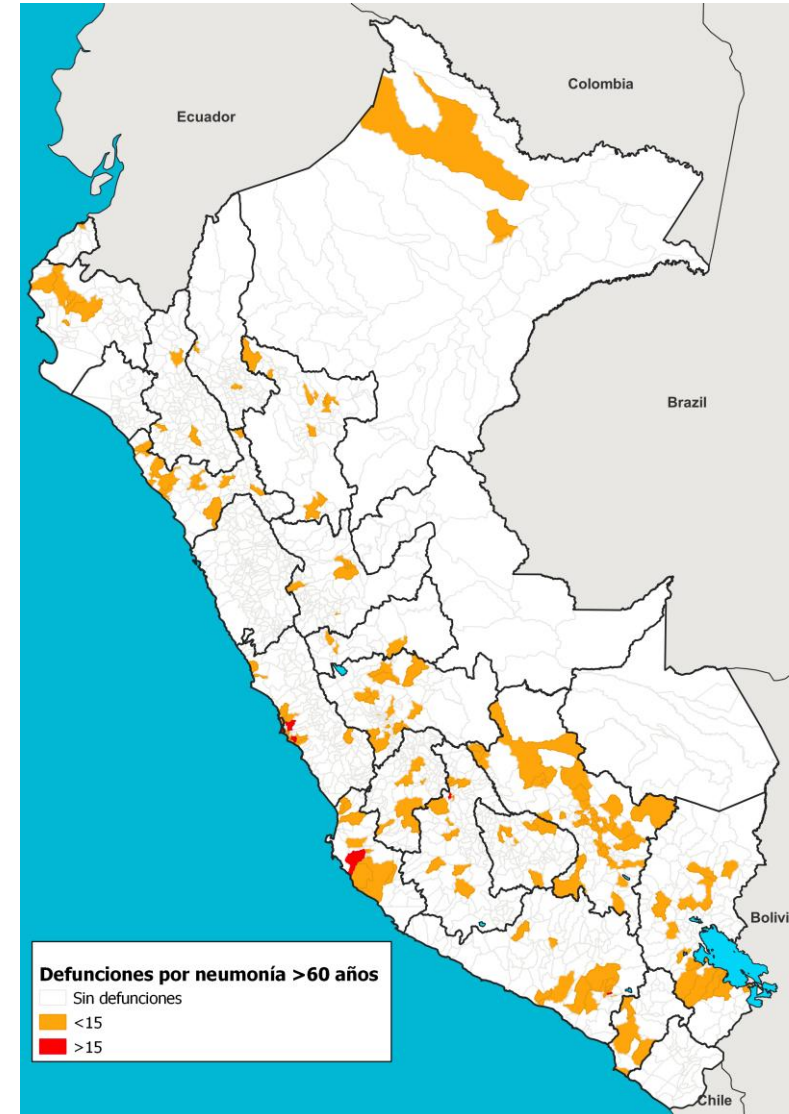 Colombia
Ecuador
Brazil
Bolivi
Defunciones por neumonía >60 años
Sin defunciones
<15
>15
Chile